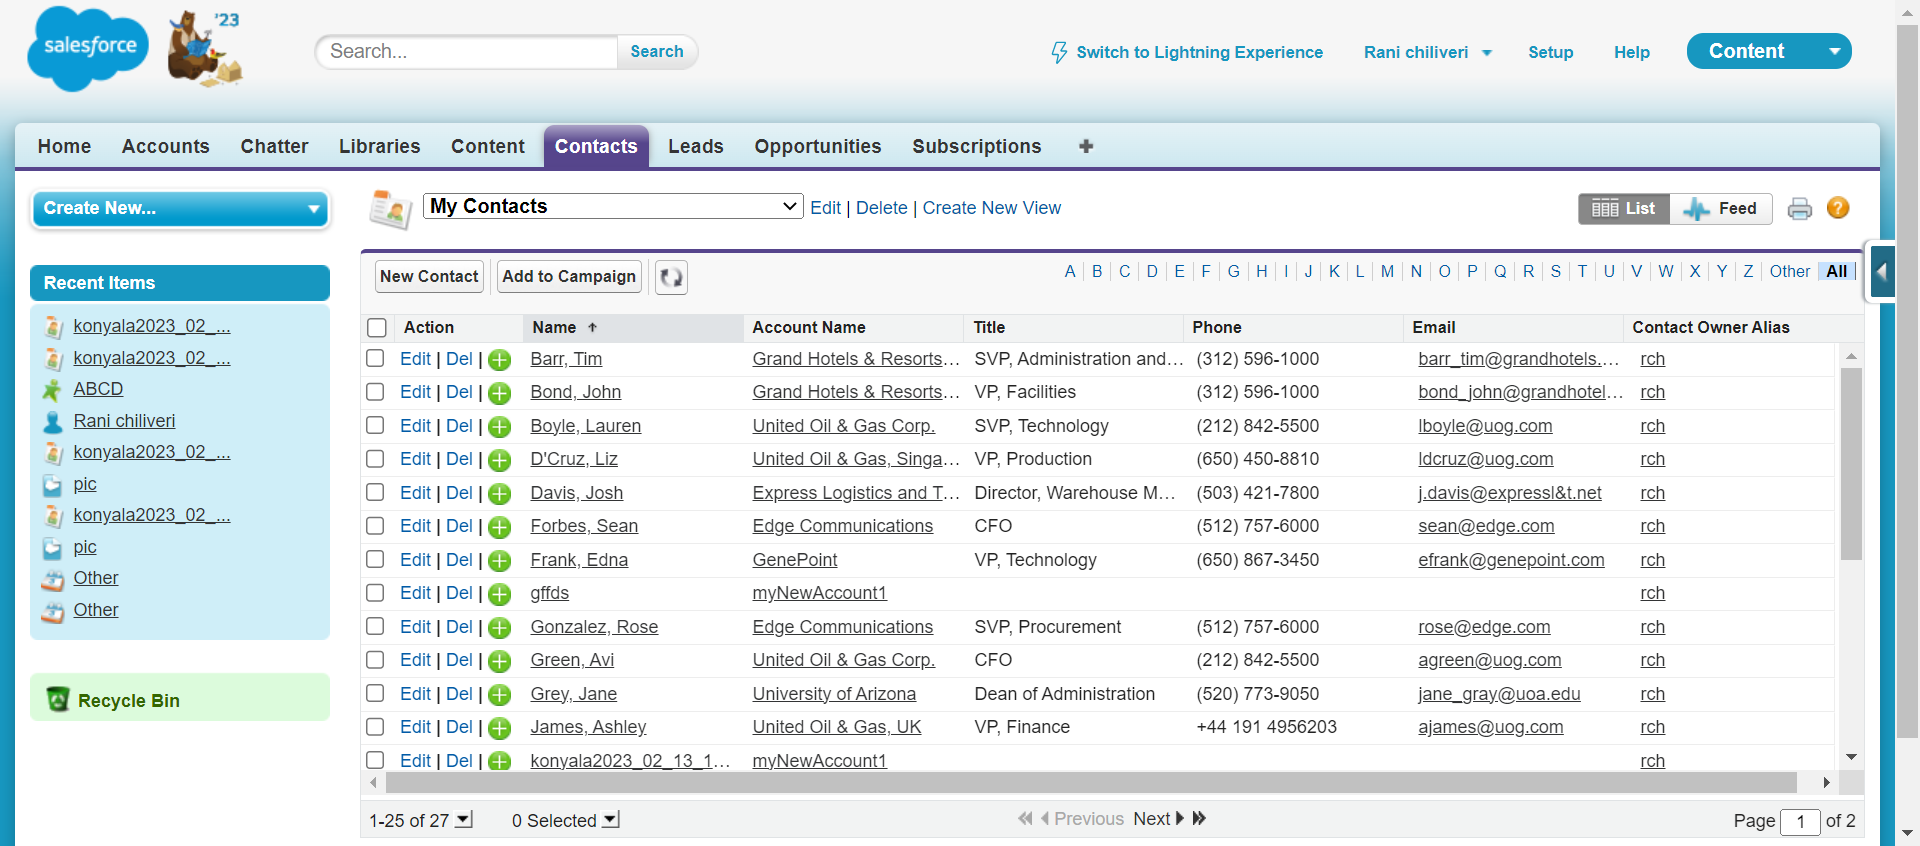 salesforce '23 Search... Search Switch to Lightning Experience Rani chiliveri Setup Help Content
Home Accounts Chatter Libraries Content Contacts Leads Opportunities Subscriptions
Create New...
My Contacts Edit | Delete | Create New View List Feed ?
Recent Items
konyala2023_02_...
konyala2023_02_...
ABCD
Rani chiliveri
konyala2023_02_...
pic
konyala2023_02_...
pic
Other
Other
Recycle Bin
New Contact Add to Campaign A B C D E F G H I J K L M N O P Q R S T U V W X Y Z Other All
Action Name Account Name Title Phone Email Contact Owner Alias
Edit | Del | Barr, Tim Grand Hotels & Resorts... SVP, Administration and... (312) 596-1000 barr_tim@grandhotels.... rch
Edit | Del | Bond, John Grand Hotels & Resorts... VP, Facilities (312) 596-1000 bond_john@grandhotel... rch
Edit | Del | Boyle, Lauren United Oil & Gas Corp. SVP, Technology (212) 842-5500 lboyle@uog.com rch
Edit | Del | D'Cruz, Liz United Oil & Gas, Singa... VP, Production (650) 450-8810 ldcruz@uog.com rch
Edit | Del | Davis, Josh Express Logistics and T... Director, Warehouse M... (503) 421-7800 j.davis@expressl&t.net rch
Edit | Del | Forbes, Sean Edge Communications CFO (512) 757-6000 sean@edge.com rch
Edit | Del | Frank, Edna GenePoint VP, Technology (650) 867-3450 efrank@genepoint.com rch
Edit | Del | gffds myNewAccount1 rch
Edit | Del | Gonzalez, Rose Edge Communications SVP, Procurement (512) 757-6000 rose@edge.com rch
Edit | Del | Green, Avi United Oil & Gas Corp. CFO (212) 842-5500 agreen@uog.com rch
Edit | Del | Grey, Jane University of Arizona Dean of Administration (520) 773-9050 jane_gray@uoa.edu rch
Edit | Del | James, Ashley United Oil & Gas, UK VP, Finance +44 191 4956203 ajames@uog.com rch
Edit | Del | konyala2023_02_13_1... myNewAccount1 rch
1-25 of 27 0 Selected Previous Next Page 1 of 2